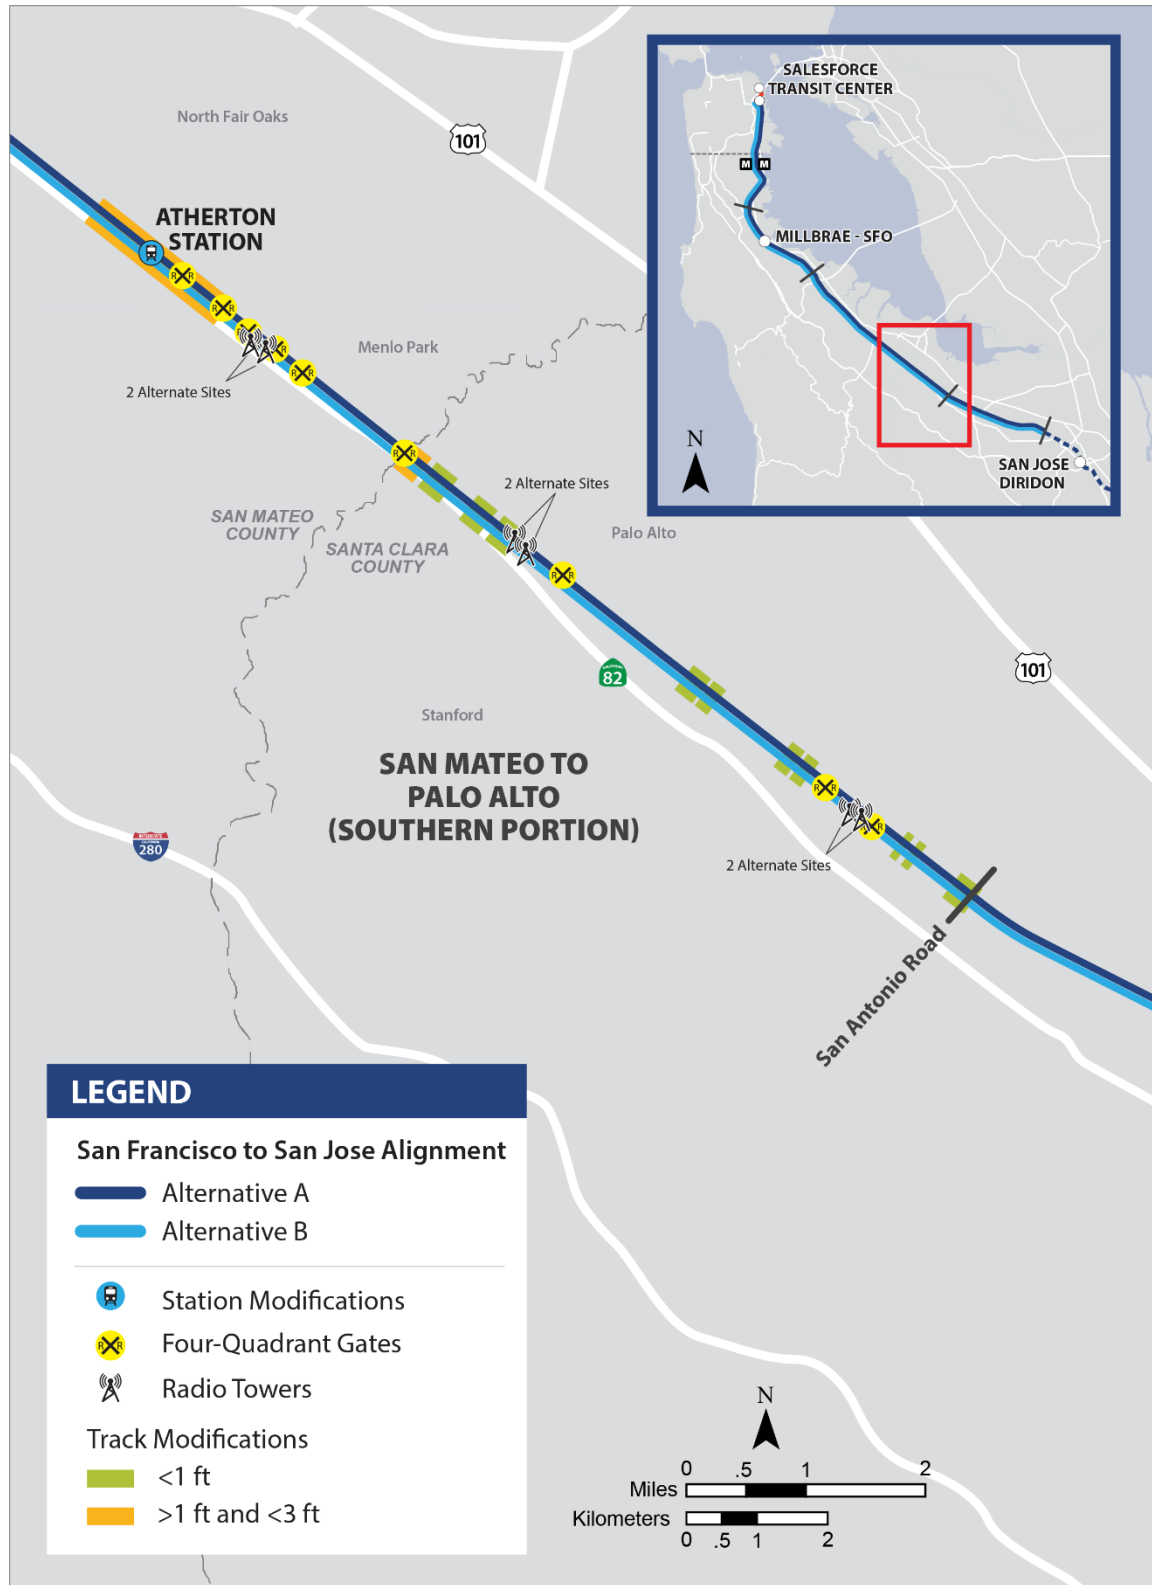 North Fair Oaks
101
ATHERTON
STATION
Menlo Park
2 Alternate Sites
2 Alternate Sites
SAN MATEO
COUNTY
SANTA CLARA
COUNTY
Palo Alto
CALIFORNIA
82
101
Stanford
SAN MATEO TO
PALO ALTO
(SOUTHERN PORTION)
280
2 Alternate Sites
San Antonio Road
SALESFORCE
TRANSIT CENTER
M M
MILLBRAE - SFO
N
SAN JOSE
DIRIDON
LEGEND
San Francisco to San Jose Alignment
Alternative A
Alternative B
Station Modifications
R R Four-Quadrant Gates
Radio Towers
Track Modifications
<1 ft
>1 ft and <3 ft
N
0 .5 1 2
Miles
Kilometers
0 .5 1 2